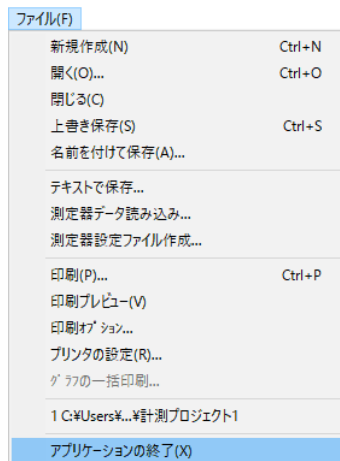 ファイル(F)
新規作成(N) Ctrl+N
開く(O)... Ctrl+O
閉じる(C)
上書き保存(S) Ctrl+S
名前を付けて保存(A)...
テキストで保存...
測定器データ読み込み...
測定器設定ファイル作成...
印刷(P)... Ctrl+P
印刷プレビュー(V)
印刷ｵﾌﾟｼｮﾝ...
プリンタの設定(R)...
ｸﾞﾗﾌの一括印刷...
1 C:¥Users¥...¥計測プロジェクト1
アプリケーションの終了(X)